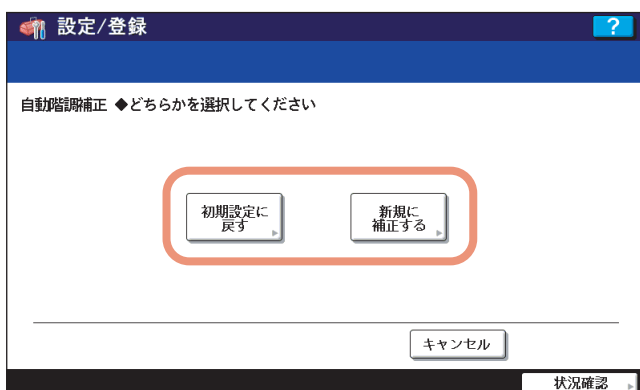 設定/登録
?
自動階調補正 ◆どちらかを選択してください
初期設定に
戻す
新規に
補正する
キャンセル
状況確認